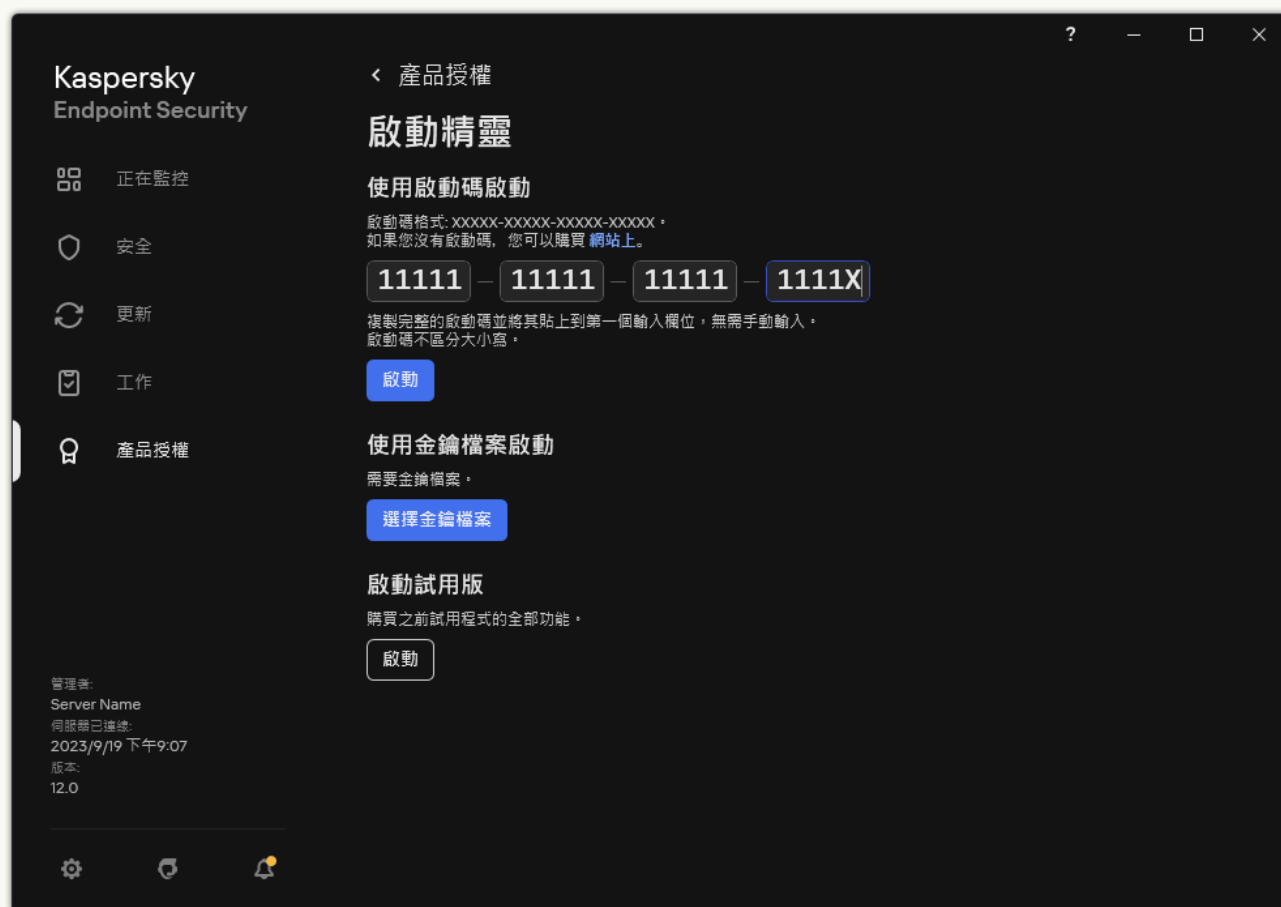 ?
Kaspersky
Endpoint Security
正在監控
安全
更新
工作
產品授權
管理者:
Server Name
伺服器已連線:
2023/9/19 下午9:07
版本:
12.0
產品授權
啟動精靈
使用啟動碼啟動
啟動碼格式: XXXXX-XXXXX-XXXXX-XXXXX。
如果您沒有啟動碼，您可以購買 網站上。
11111 — 11111 — 11111 — 1111X
複製完整的啟動碼並將其貼上到第一個輸入欄位，無需手動輸入。
啟動碼不區分大小寫。
啟動
使用金鑰檔案啟動
需要金鑰檔案。
選擇金鑰檔案
啟動試用版
購買之前試用程式的全部功能。
啟動